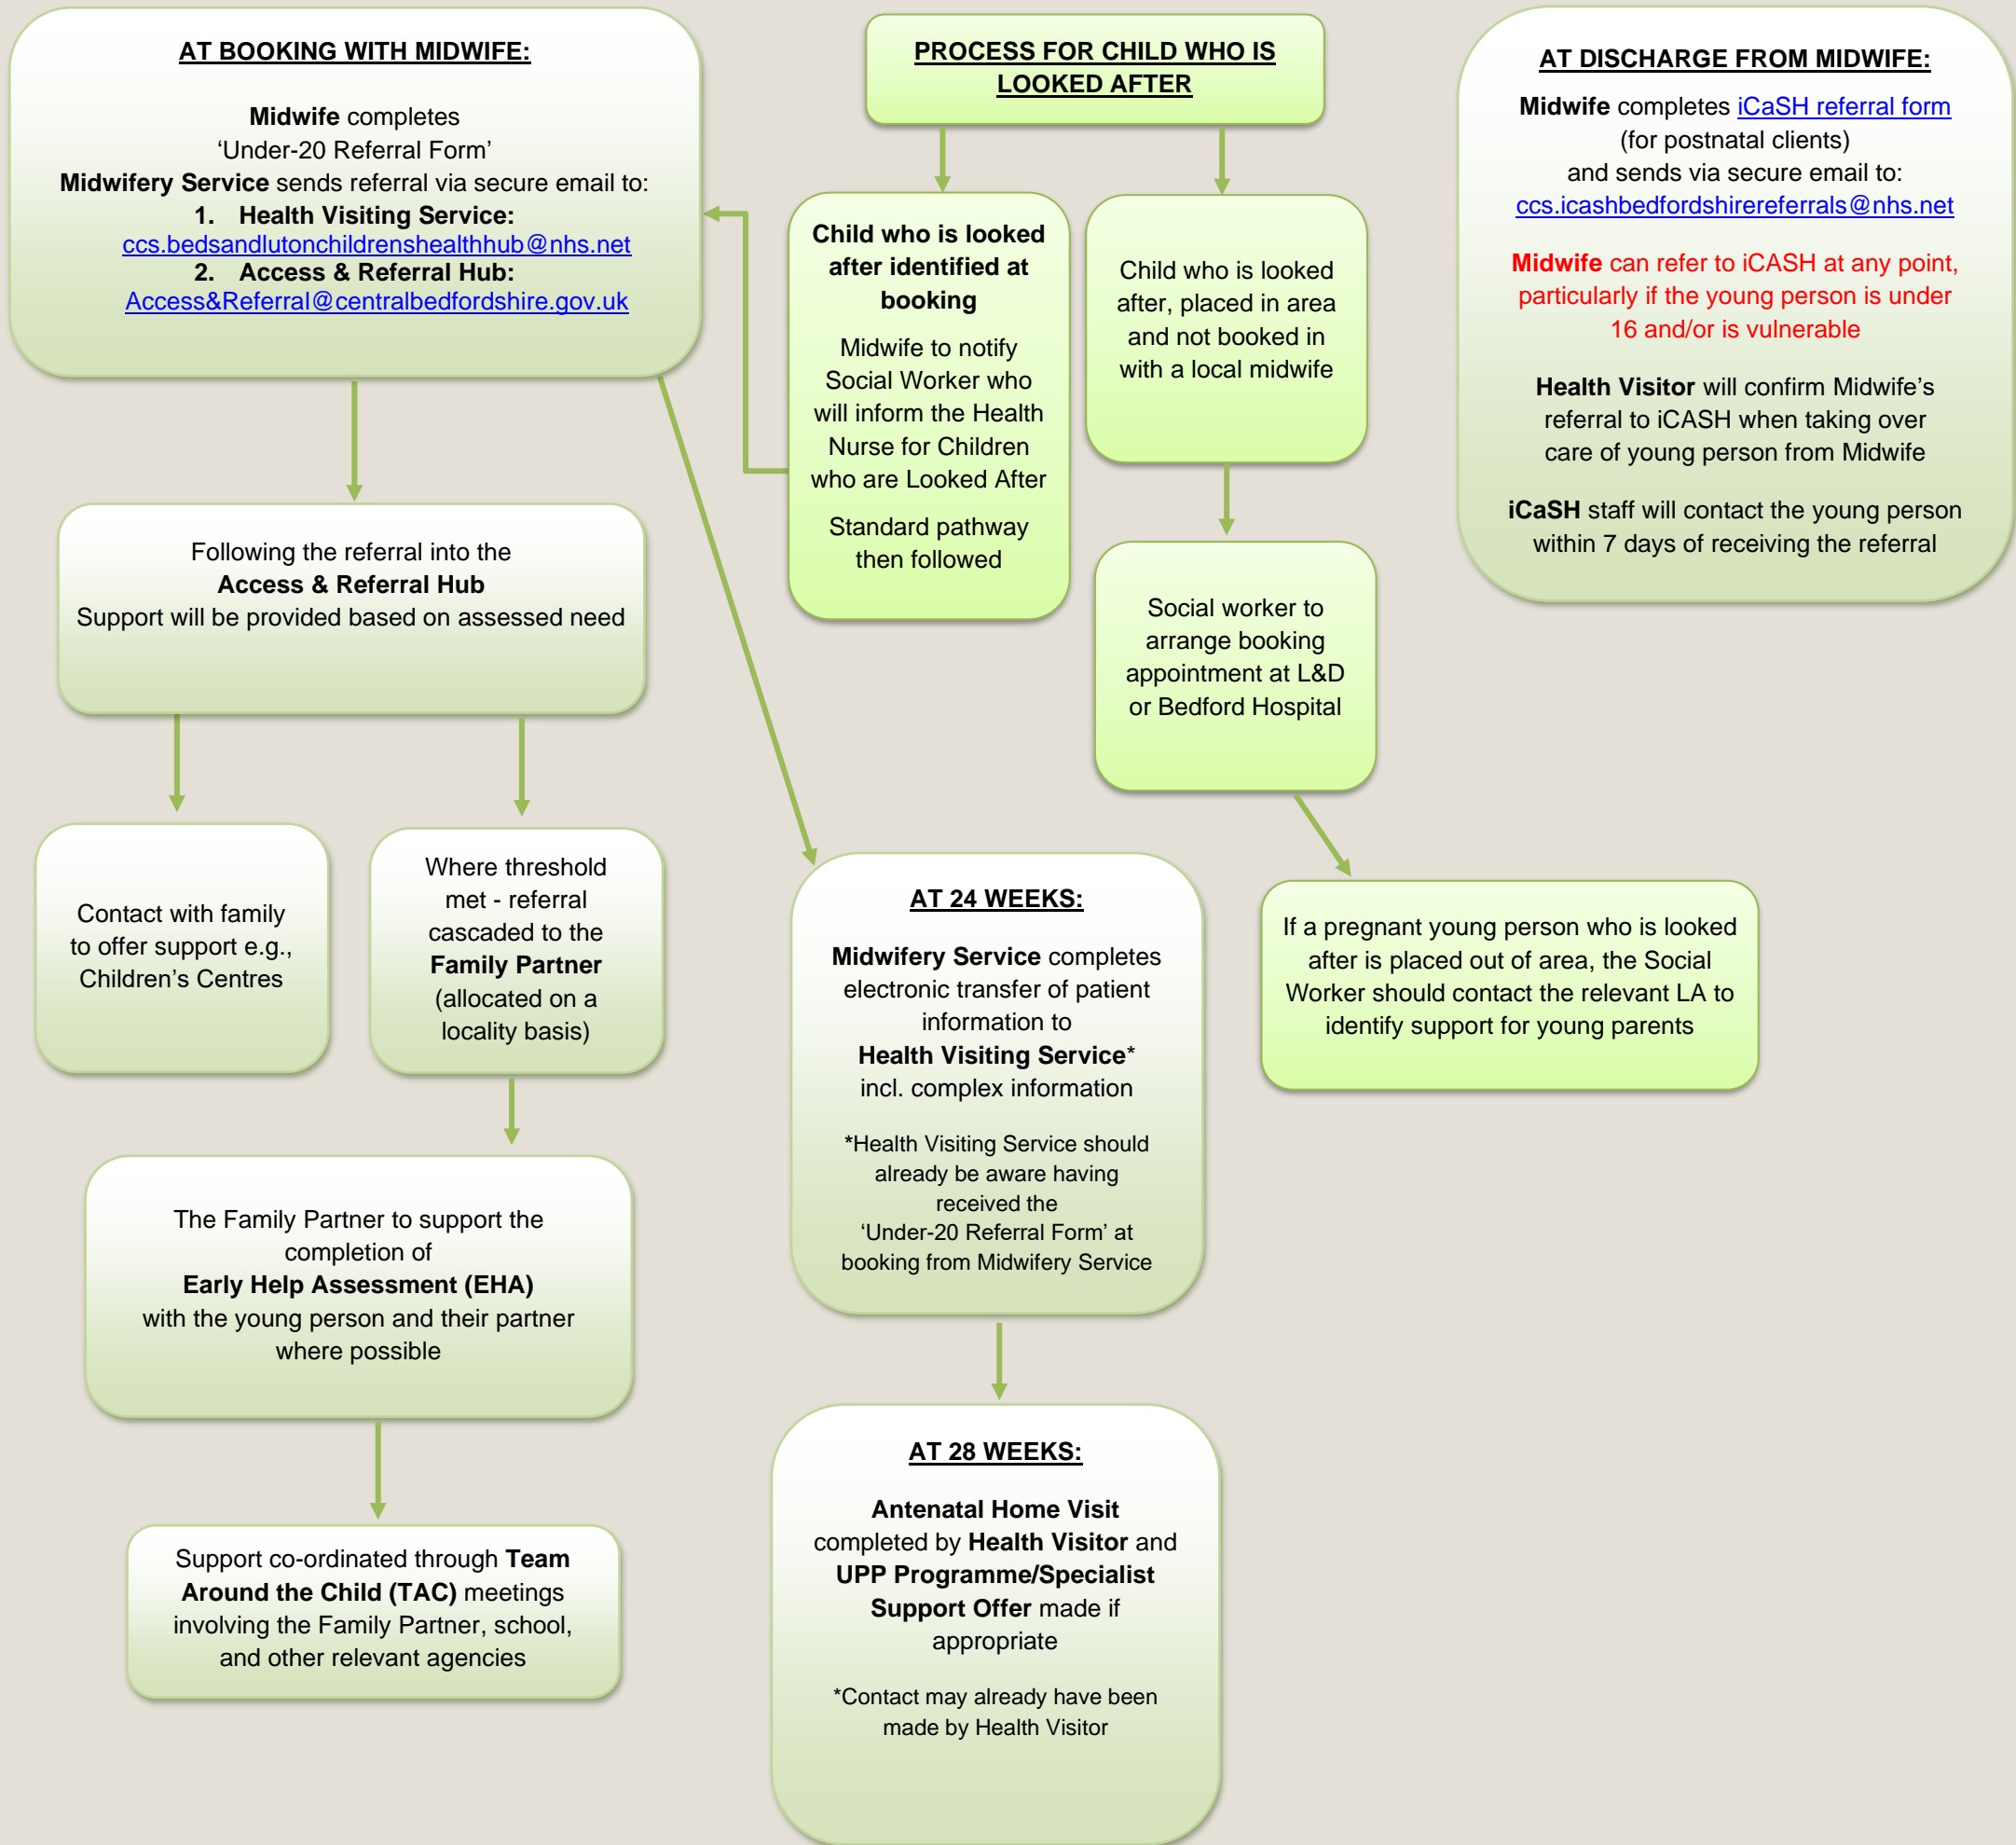 AT BOOKING WITH MIDWIFE:
Midwife completes
‘Under-20 Referral Form’
Midwifery Service sends referral via secure email to:
1. Health Visiting Service:
ccs.bedsandlutonchildrenshealthhub@nhs.net
2. Access & Referral Hub:
Access&Referral@centralbedfordshire.gov.uk
Following the referral into the
Access & Referral Hub
Support will be provided based on assessed need
Contact with family
to offer support e.g.,
Children’s Centres
Where threshold
met - referral
cascaded to the
Family Partner
(allocated on a
locality basis)
The Family Partner to support the
completion of
Early Help Assessment (EHA)
with the young person and their partner
where possible
Support co-ordinated through Team
Around the Child (TAC) meetings
involving the Family Partner, school,
and other relevant agencies
PROCESS FOR CHILD WHO IS
LOOKED AFTER
Child who is looked
after identified at
booking
Midwife to notify
Social Worker who
will inform the Health
Nurse for Children
who are Looked After
Standard pathway
then followed
Child who is looked
after, placed in area
and not booked in
with a local midwife
Social worker to
arrange booking
appointment at L&D
or Bedford Hospital
If a pregnant young person who is looked
after is placed out of area, the Social
Worker should contact the relevant LA to
identify support for young parents
AT 24 WEEKS:
Midwifery Service completes
electronic transfer of patient
information to
Health Visiting Service*
incl. complex information
*Health Visiting Service should
already be aware having
received the
‘Under-20 Referral Form’ at
booking from Midwifery Service
AT 28 WEEKS:
Antenatal Home Visit
completed by Health Visitor and
UPP Programme/Specialist
Support Offer made if
appropriate
*Contact may already have been
made by Health Visitor
AT DISCHARGE FROM MIDWIFE:
Midwife completes iCaSH referral form
(for postnatal clients)
and sends via secure email to:
ccs.icashbedfordshirereferrals@nhs.net
Midwife can refer to iCASH at any point,
particularly if the young person is under
16 and/or is vulnerable
Health Visitor will confirm Midwife’s
referral to iCASH when taking over
care of young person from Midwife
iCaSH staff will contact the young person
within 7 days of receiving the referral